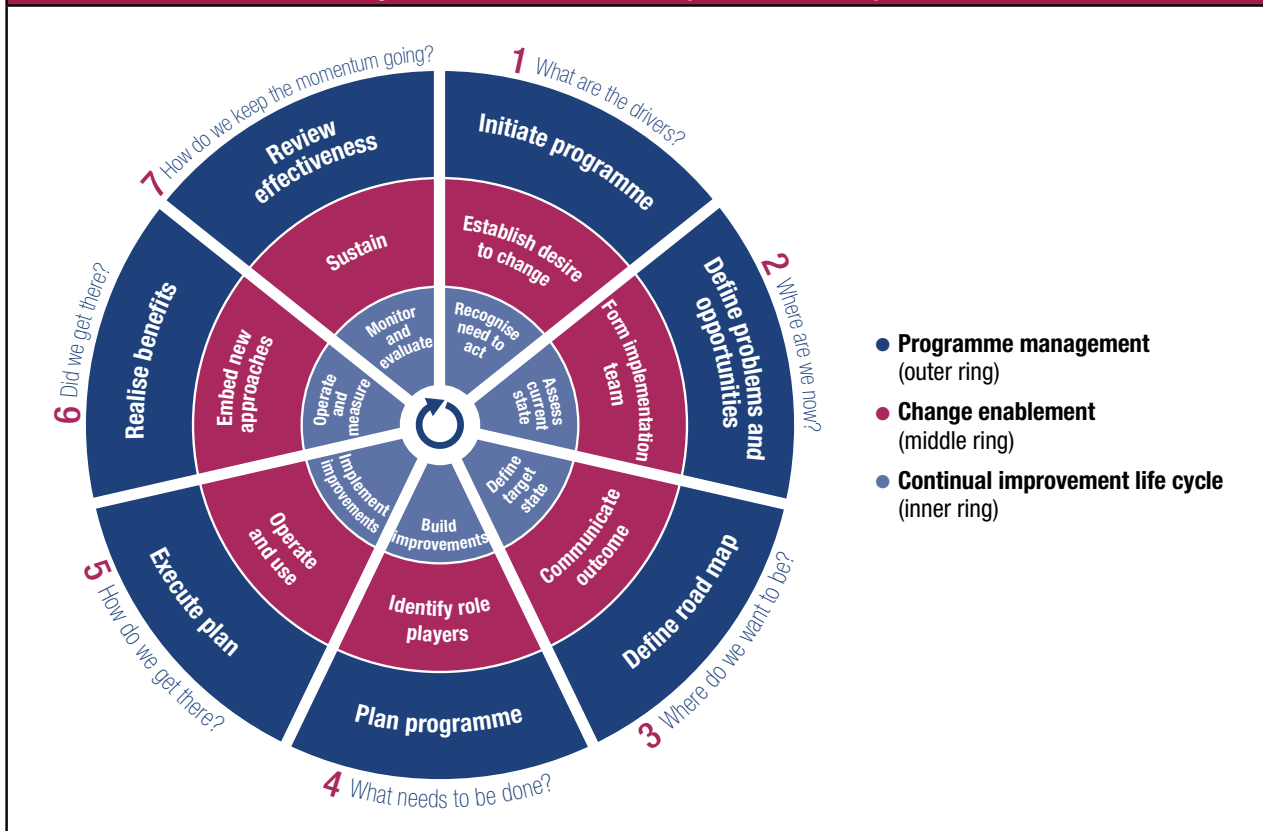 1 What are the drivers?
Initiate programme
Establish desire
to change
Recognise
need to
act
2 Where are we now?
Define problems and
opportunities
Form implementation
team
Assess
current
state
3 Where do we want to be?
Define road map
Communicate
outcome
Define
target
state
4 What needs to be done?
Plan programme
Identify role
players
Build
improvements
5 How do we get there?
Execute plan
Operate
and use
Implement
improvements
6 Did we get there?
Realise benefits
Embed new
approaches
Operate
and
measure
7 How do we keep the momentum going?
Review
effectiveness
Sustain
Monitor
and
evaluate
Programme management
(outer ring)
Change enablement
(middle ring)
Continual improvement life cycle
(inner ring)